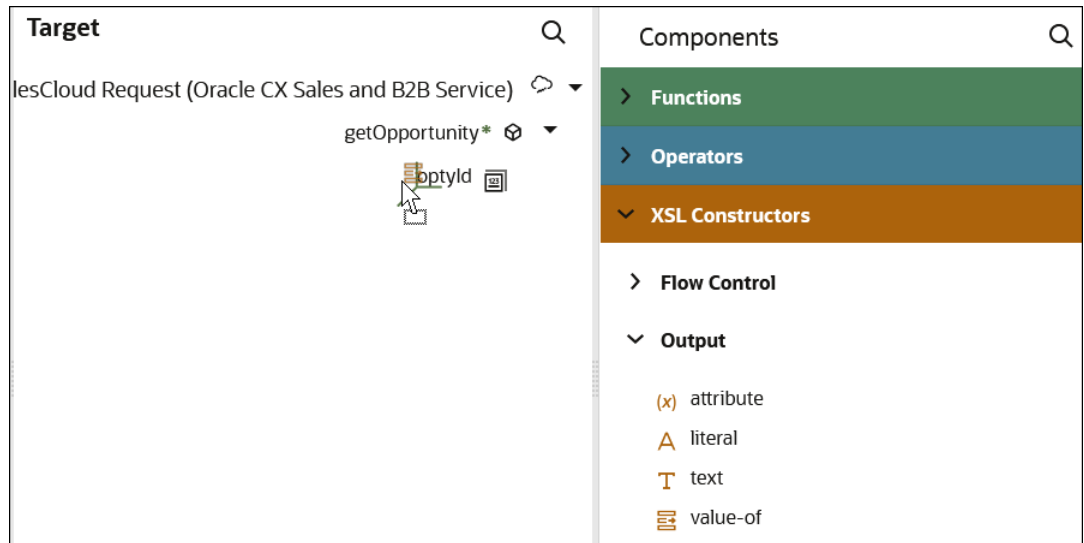 Target
lesCloud Request (Oracle CX Sales and B2B Service)
getOpportunity*
optyId
123
Components
Functions
Operators
XSL Constructors
Flow Control
Output
(x) attribute
A literal
T text
value-of